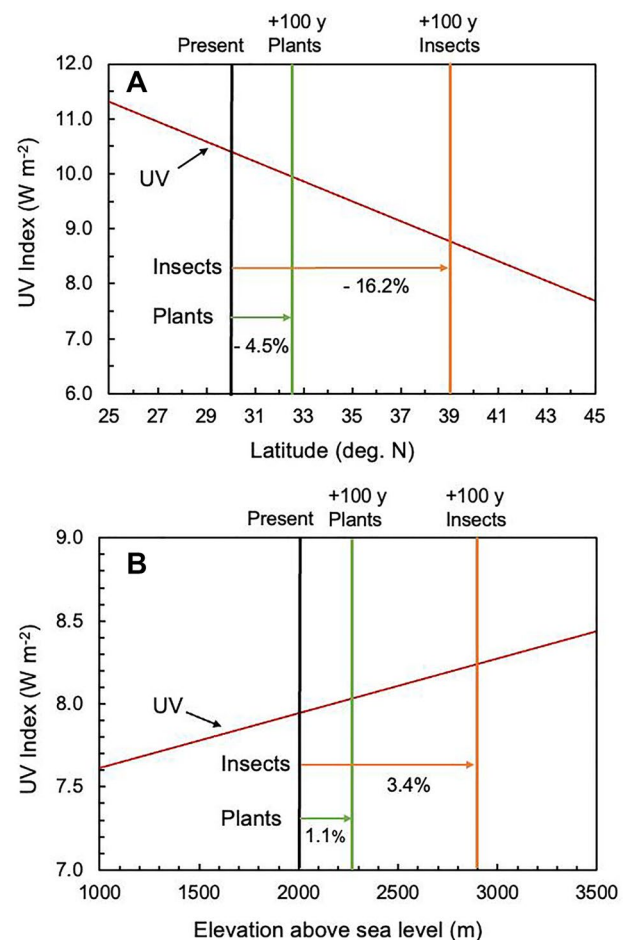 +100 y +100 y
Present Plants Insects
A
12.0
11.0
10.0
9.0
8.0
7.0
6.0
UV Index (W m-2)
UV
Insects
- 16.2%
Plants
- 4.5%
25 27 29 31 33 35 37 39 41 43 45
Latitude (deg. N)
+100 y +100 y
Present Plants Insects
B
9.0
8.5
8.0
7.5
7.0
UV Index (W m-2)
UV
Insects
3.4%
Plants
1.1%
1000 1500 2000 2500 3000 3500
Elevation above sea level (m)